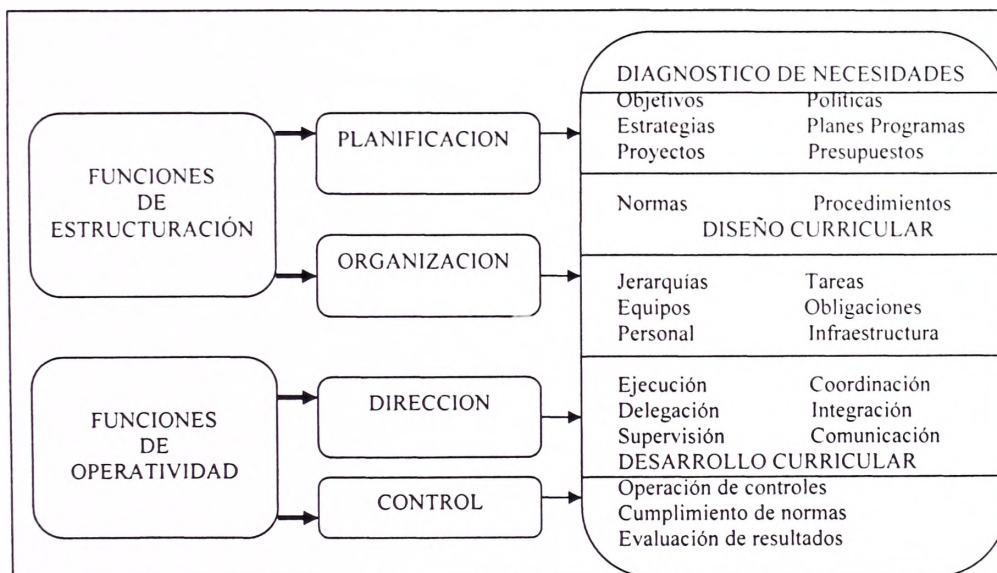 FUNCIONES
DE
ESTRUCTURACIÓN
FUNCIONES
DE
OPERATIVIDAD
PLANIFICACION
ORGANIZACION
DIRECCION
CONTROL
DIAGNOSTICO DE NECESIDADES
Objetivos Políticas
Estrategias Planes Programas
Proyectos Presupuestos
Normas Procedimientos
DISEÑO CURRICULAR
Jerarquías Tareas
Equipos Obligaciones
Personal Infraestructura
Ejecución Coordinación
Delegación Integración
Supervisión Comunicación
DESARROLLO CURRICULAR
Operación de controles
Cumplimiento de normas
Evaluación de resultados